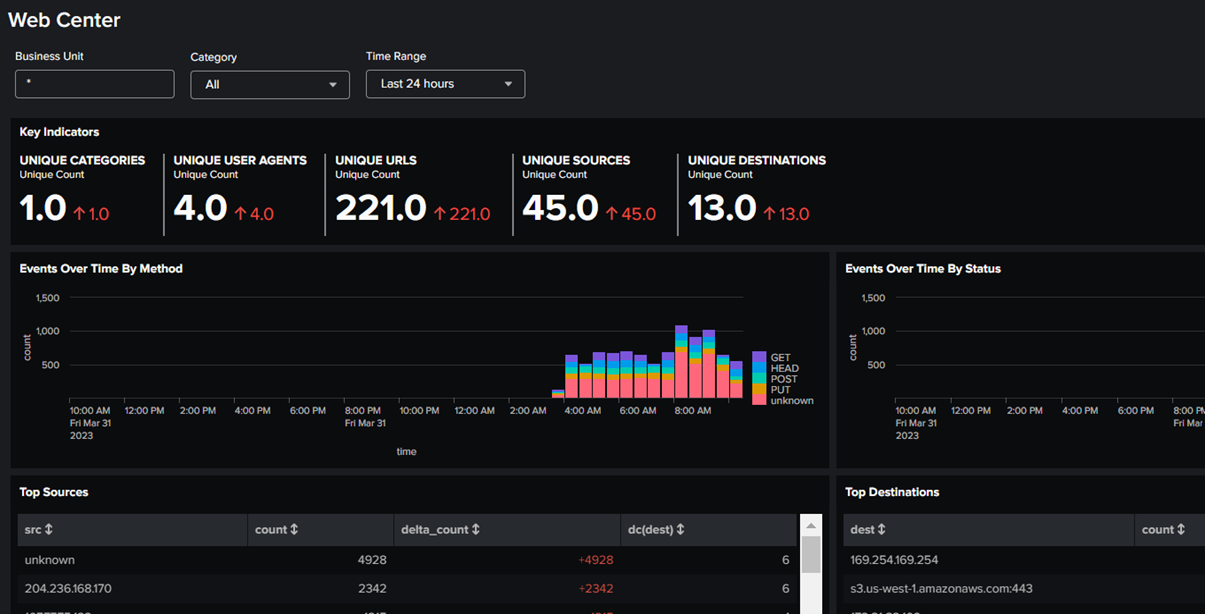 Web Center
Business Unit
Category
Time Range
*
All
Last 24 hours
Key Indicators
UNIQUE CATEGORIES
Unique Count
1.0 ↑ 1.0
UNIQUE USER AGENTS
Unique Count
4.0 ↑ 4.0
UNIQUE URLS
Unique Count
221.0 ↑ 221.0
UNIQUE SOURCES
Unique Count
45.0 ↑ 45.0
UNIQUE DESTINATIONS
Unique Count
13.0 ↑ 13.0
Events Over Time By Method
count
1,500
1,000
500
10:00 AM 12:00 PM 2:00 PM 4:00 PM 6:00 PM 8:00 PM 10:00 PM 12:00 AM 2:00 AM 4:00 AM 6:00 AM 8:00 AM
Fri Mar 31 Fri Mar 31
2023
time
GET
HEAD
POST
PUT
unknown
Events Over Time By Status
count
1,500
1,000
500
10:00 AM 12:00 PM 2:00 PM 4:00 PM 6:00 PM 8:00
Fri Mar 31 Fri Mar
2023
Top Sources
src count delta_count dc(dest)
unknown 4928 +4928 6
204.236.168.170 2342 +2342 6
Top Destinations
dest count
169.254.169.254
s3.us-west-1.amazonaws.com:443